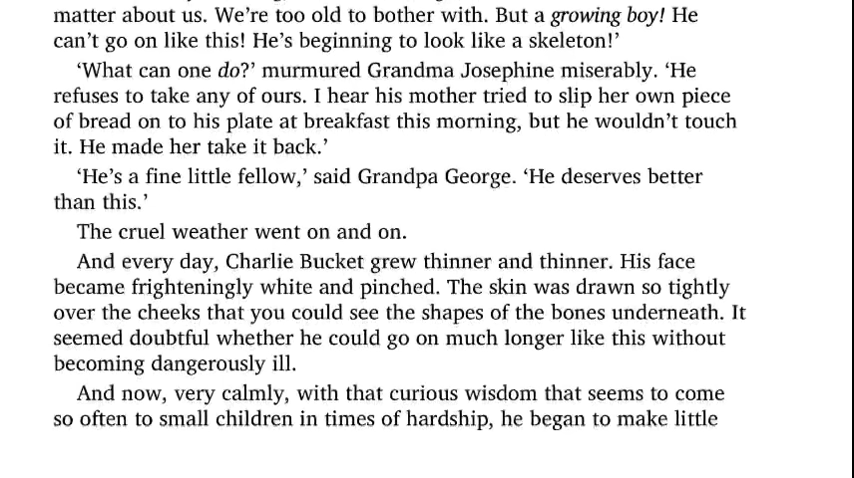 matter about us. We’re too old to bother with. But a growing boy! He
can’t go on like this! He’s beginning to look like a skeleton!’
‘What can one do?’ murmured Grandma Josephine miserably. ‘He
refuses to take any of ours. I hear his mother tried to slip her own piece
of bread on to his plate at breakfast this morning, but he wouldn’t touch
it. He made her take it back.’
‘He’s a fine little fellow,’ said Grandpa George. ‘He deserves better
than this.’
The cruel weather went on and on.
And every day, Charlie Bucket grew thinner and thinner. His face
became frighteningly white and pinched. The skin was drawn so tightly
over the cheeks that you could see the shapes of the bones underneath. It
seemed doubtful whether he could go on much longer like this without
becoming dangerously ill.
And now, very calmly, with that curious wisdom that seems to come
so often to small children in times of hardship, he began to make little